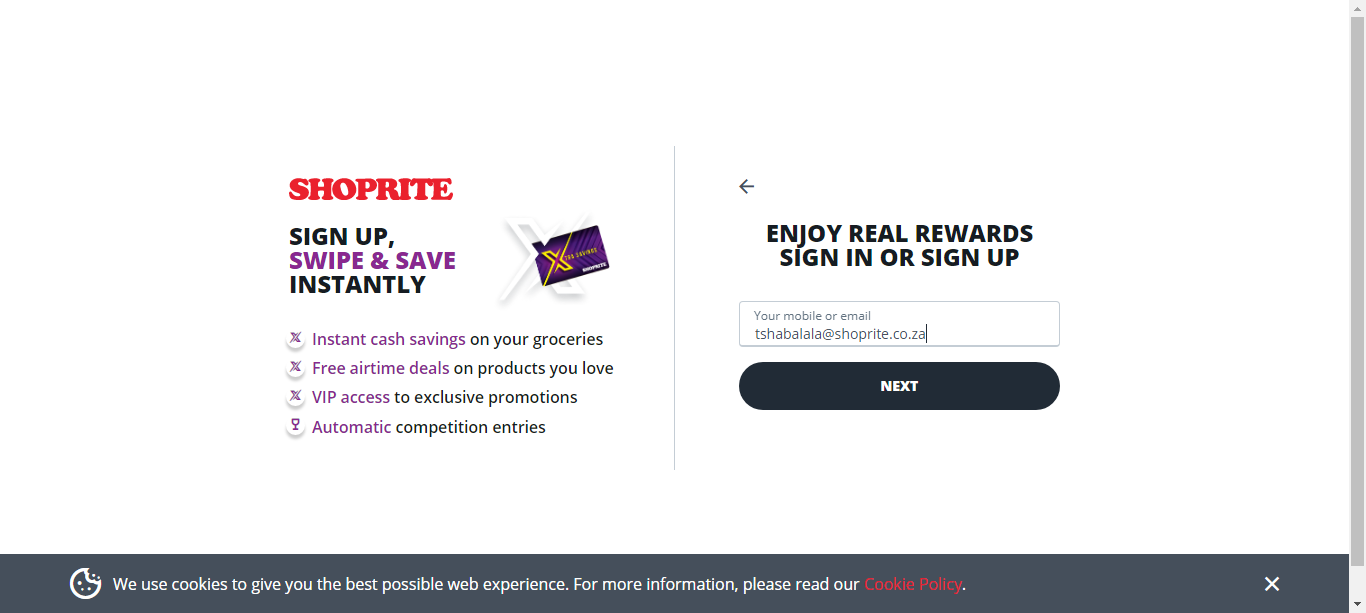 SHOPRITE
SIGN UP,
SWIPE & SAVE
INSTANTLY
XTRA SAVINGS
SHOPRITE
Instant cash savings on your groceries
Free airtime deals on products you love
VIP access to exclusive promotions
Automatic competition entries
ENJOY REAL REWARDS
SIGN IN OR SIGN UP
Your mobile or email
tshabalala@shoprite.co.za
NEXT
We use cookies to give you the best possible web experience. For more information, please read our Cookie Policy.